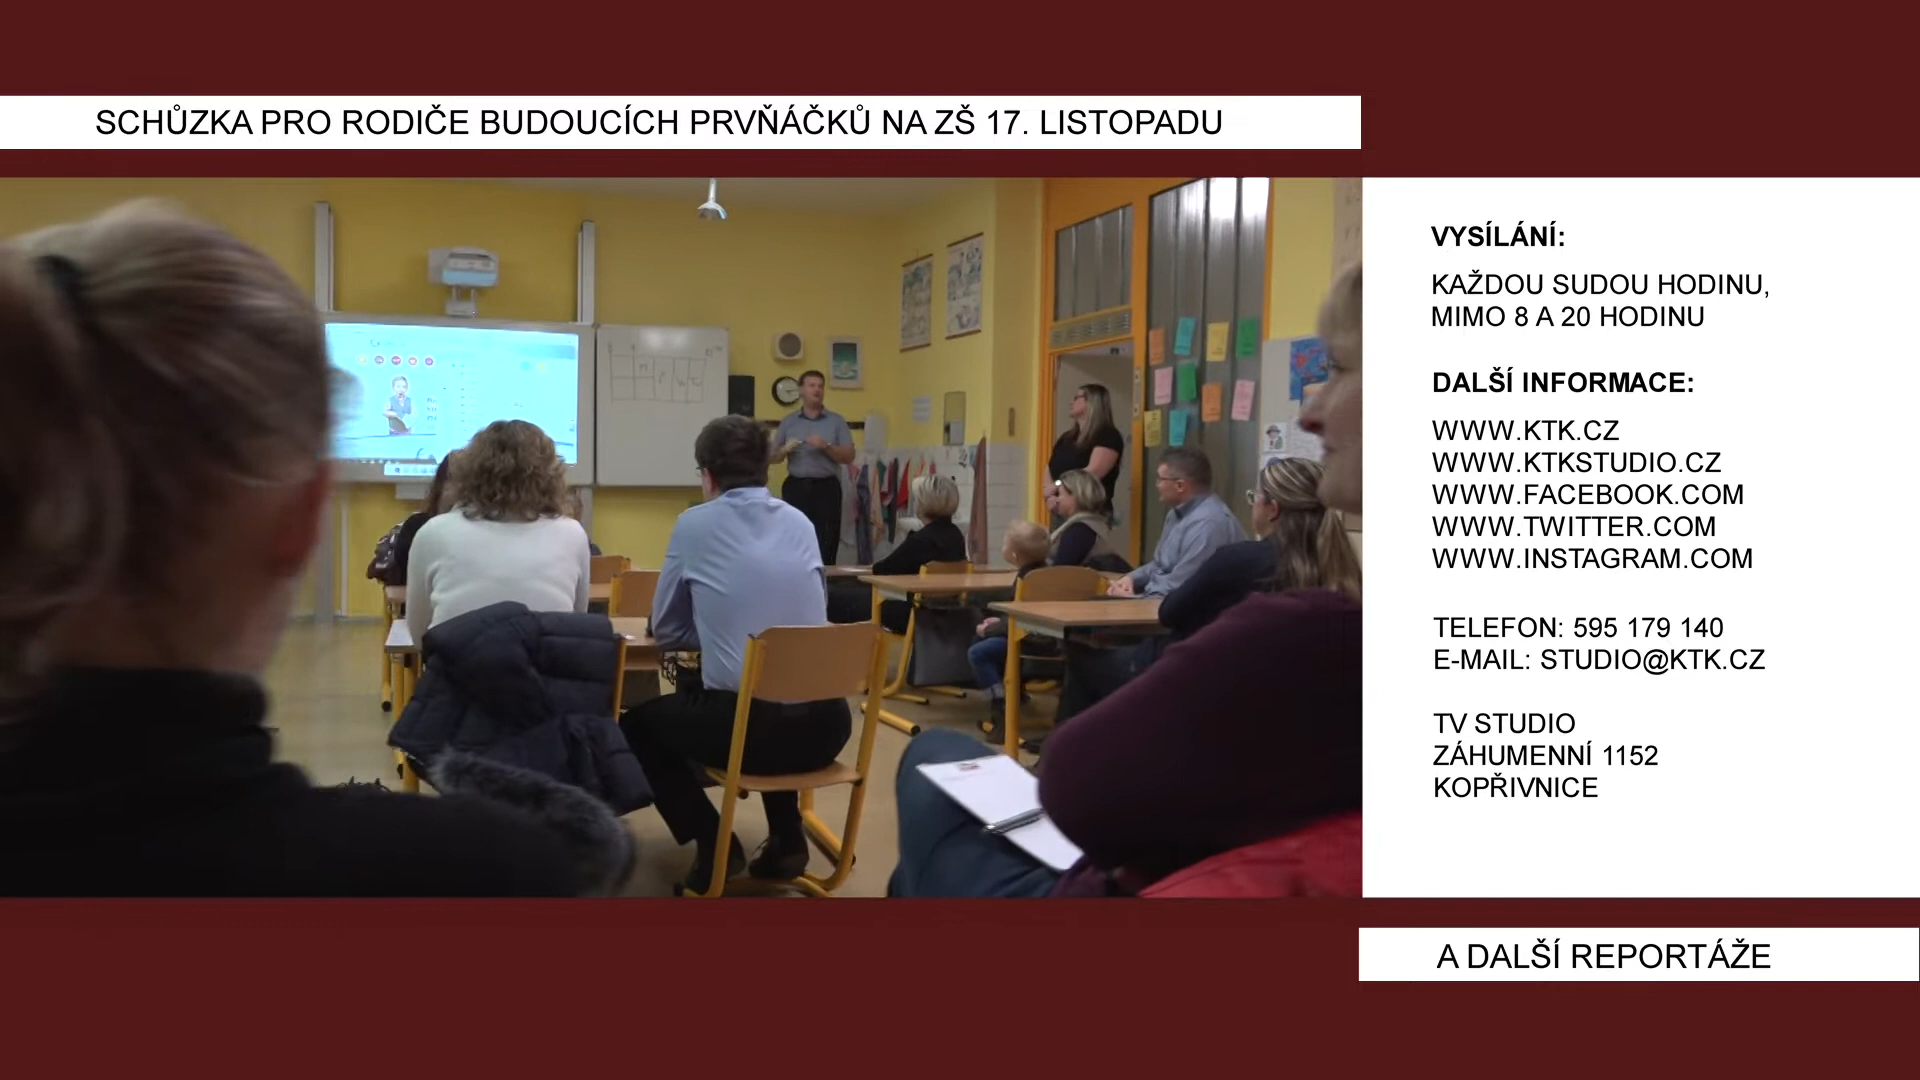 SCHŮZKA PRO RODIČE BUDOUCÍCH PRVŇÁČKŮ NA ZŠ 17. LISTOPADU
VYSÍLÁNÍ:
KAŽDOU SUDOU HODINU,
MIMO 8 A 20 HODINU
DALŠÍ INFORMACE:
WWW.KTK.CZ
WWW.KTKSTUDIO.CZ
WWW.FACEBOOK.COM
WWW.TWITTER.COM
WWW.INSTAGRAM.COM
TELEFON: 595 179 140
E-MAIL: STUDIO@KTK.CZ
TV STUDIO
ZÁHUMENNÍ 1152
KOPŘIVNICE
A DALŠÍ REPORTÁŽE